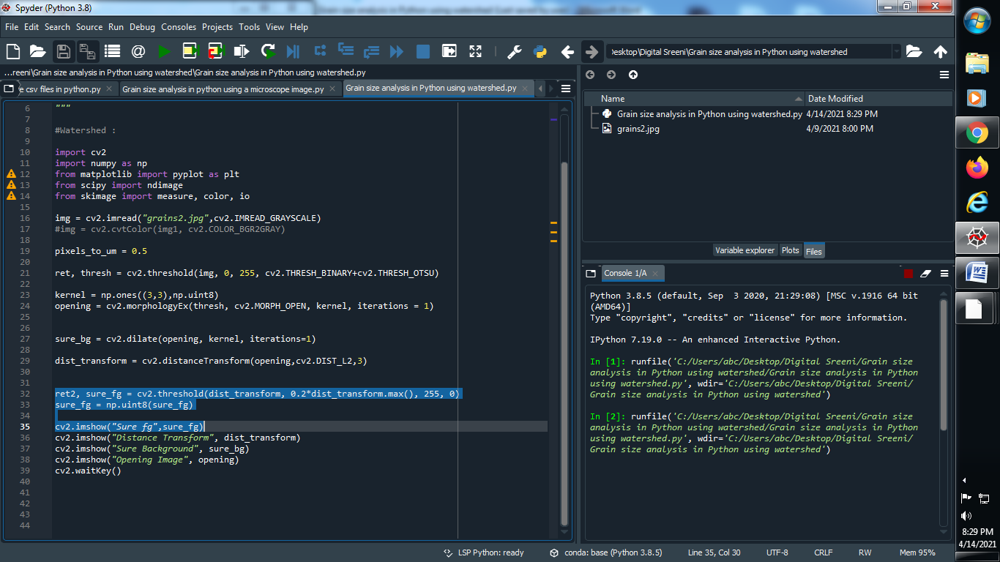 Spyder (Python 3.8)
File Edit Search Source Run Debug Consoles Projects Tools View Help
)esktop\Digital Sreeni\Grain size analysis in Python using watershed
...reeni\Grain size analysis in Python using watershed\Grain size analysis in Python using watershed.py
e csv files in python.py
Grain size analysis in python using a microscope image.py
Grain size analysis in Python using watershed.py
6 """
7
8 #Watershed :
9
10 import cv2
11 import numpy as np
12 from matplotlib import pyplot as plt
13 from scipy import ndimage
14 from skimage import measure, color, io
15
16 img = cv2.imread("grains2.jpg",cv2.IMREAD_GRAYSCALE)
17 #img = cv2.cvtColor(img1, cv2.COLOR_BGR2GRAY)
18
19 pixels_to_um = 0.5
20
21 ret, thresh = cv2.threshold(img, 0, 255, cv2.THRESH_BINARY+cv2.THRESH_OTSU)
22
23 kernel = np.ones((3,3),np.uint8)
24 opening = cv2.morphologyEx(thresh, cv2.MORPH_OPEN, kernel, iterations = 1)
25
26
27 sure_bg = cv2.dilate(opening, kernel, iterations=1)
28
29 dist_transform = cv2.distanceTransform(opening,cv2.DIST_L2,3)
30
31
32 ret2, sure_fg = cv2.threshold(dist_transform, 0.2*dist_transform.max(), 255, 0)
33 sure_fg = np.uint8(sure_fg)
34
35 cv2.imshow("Sure fg",sure_fg)
36 cv2.imshow("Distance Transform", dist_transform)
37 cv2.imshow("Sure Background", sure_bg)
38 cv2.imshow("Opening Image", opening)
39 cv2.waitKey()
40
41
42
43
44
Name Date Modified
Grain size analysis in Python using watershed.py 4/14/2021 8:29 PM
grains2.jpg 4/9/2021 8:00 PM
Variable explorer Plots Files
Console 1/A
Python 3.8.5 (default, Sep  3 2020, 21:29:08) [MSC v.1916 64 bit
(AMD64)]
Type "copyright", "credits" or "license" for more information.
IPython 7.19.0 -- An enhanced Interactive Python.
In [1]: runfile('C:/Users/abc/Desktop/Digital Sreeni/Grain size
analysis in Python using watershed/Grain size analysis in Python
using watershed.py', wdir='C:/Users/abc/Desktop/Digital Sreeni/
Grain size analysis in Python using watershed')
In [2]: runfile('C:/Users/abc/Desktop/Digital Sreeni/Grain size
analysis in Python using watershed/Grain size analysis in Python
using watershed.py', wdir='C:/Users/abc/Desktop/Digital Sreeni/
Grain size analysis in Python using watershed')
LSP Python: ready conda: base (Python 3.8.5) Line 35, Col 30 UTF-8 CRLF RW Mem 95%
8:29 PM
4/14/2021